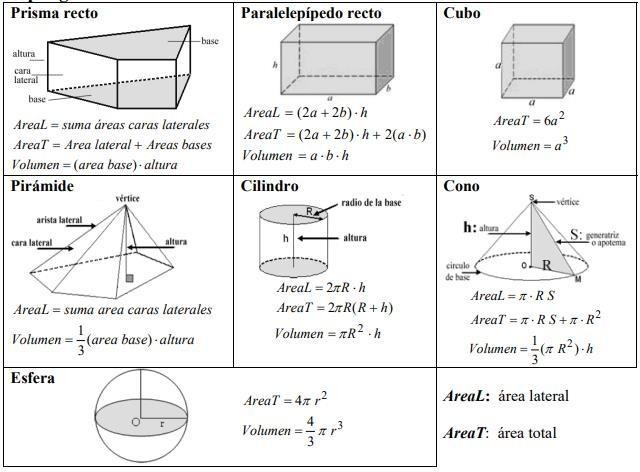 Prisma recto
base
altura
cara
lateral
base
AreaL = suma áreas caras laterales
AreaT = Area lateral + Areas bases
Volumen = (area base)·altura
Paralelepípedo recto
h
a
b
AreaL = (2a + 2b)·h
AreaT = (2a + 2b)·h + 2(a·b)
Volumen = a·b·h
Cubo
a
a
a
AreaT = 6a²
Volumen = a³
Pirámide
vértice
arista lateral
cara lateral
altura
AreaL = suma area caras laterales
Volumen = 1/3 (area base)·altura
Cilindro
radio de la base
R
h
altura
AreaL = 2πR·h
AreaT = 2πR(R + h)
Volumen = πR²·h
Cono
S
vértice
h: altura
S: generatriz
o apotema
circulo
de base
O
R
M
AreaL = π·R S
AreaT = π·R S + π·R²
Volumen = 1/3 (π R²)·h
Esfera
O
r
AreaT = 4π r²
Volumen = 4/3 π r³
AreaL: área lateral
AreaT: área total